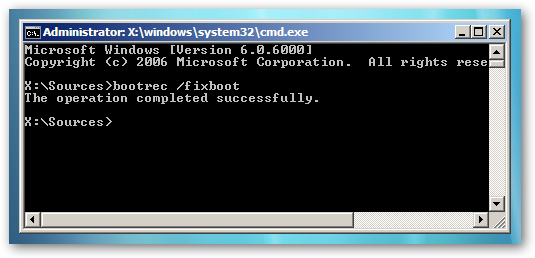 Administrator: X:\windows\system32\cmd.exe
Microsoft Windows [Version 6.0.6000]
Copyright (c) 2006 Microsoft Corporation.  All rights rese
X:\Sources>bootrec /fixboot
The operation completed successfully.
X:\Sources>